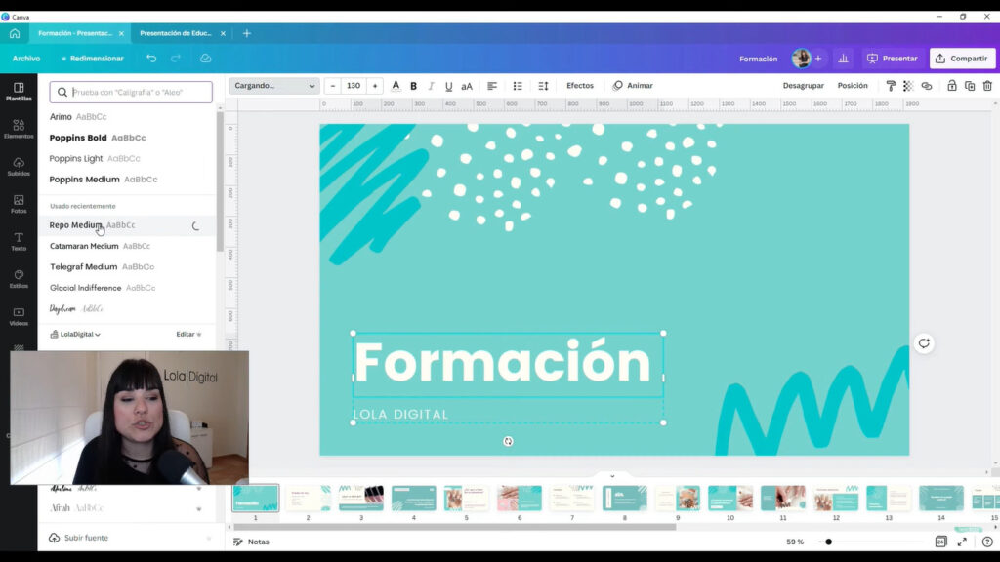 Canva
Formación - Presentac...
Presentación de Educ...
Archivo
Redimensionar
Formación
Presentar
Compartir
Plantillas
Elementos
Subidos
Fotos
Texto
Estilos
Vídeos
Prueba con "Caligrafía" o "Aleo"
Arimo AaBbCc
Poppins Bold AaBbCc
Poppins Light AaBbCc
Poppins Medium AaBbCc
Usado recientemente
Repo Medium AaBbCc
Catamaran Medium AaBbCc
Telegraf Medium AaBbCc
Glacial Indifference AaBbCc
Daydream AaBbCc
LolaDigital
Editar
Lola Digital
AaBbCc
Subir fuente
Cargando...
- 130 +
A B I U aA
Efectos
Animar
Desagrupar
Posición
0 100 200 300 400 500 600 700 800 900 1000 1100 1200 1300 1400 1500 1600 1700 1800 1900
0
100
200
300
400
500
600
700
Formación
LOLA DIGITAL
Formación
1 2 3 4 5 6 7 8 9 10 11 12 13 14 15
Notas
59 %
24